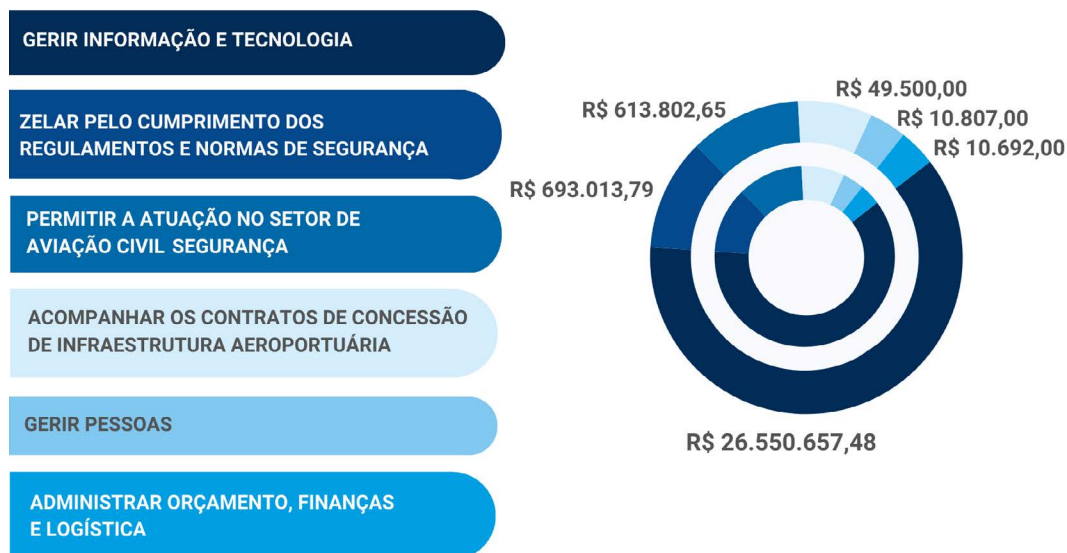 GERIR INFORMAÇÃO E TECNOLOGIA
ZELAR PELO CUMPRIMENTO DOS
REGULAMENTOS E NORMAS DE SEGURANÇA
PERMITIR A ATUAÇÃO NO SETOR DE
AVIAÇÃO CIVIL SEGURANÇA
ACOMPANHAR OS CONTRATOS DE CONCESSÃO
DE INFRAESTRUTURA AEROPORTUÁRIA
GERIR PESSOAS
ADMINISTRAR ORÇAMENTO, FINANÇAS
E LOGÍSTICA
R$ 49.500,00
R$ 613.802,65
R$ 10.807,00
R$ 10.692,00
R$ 693.013,79
R$ 26.550.657,48